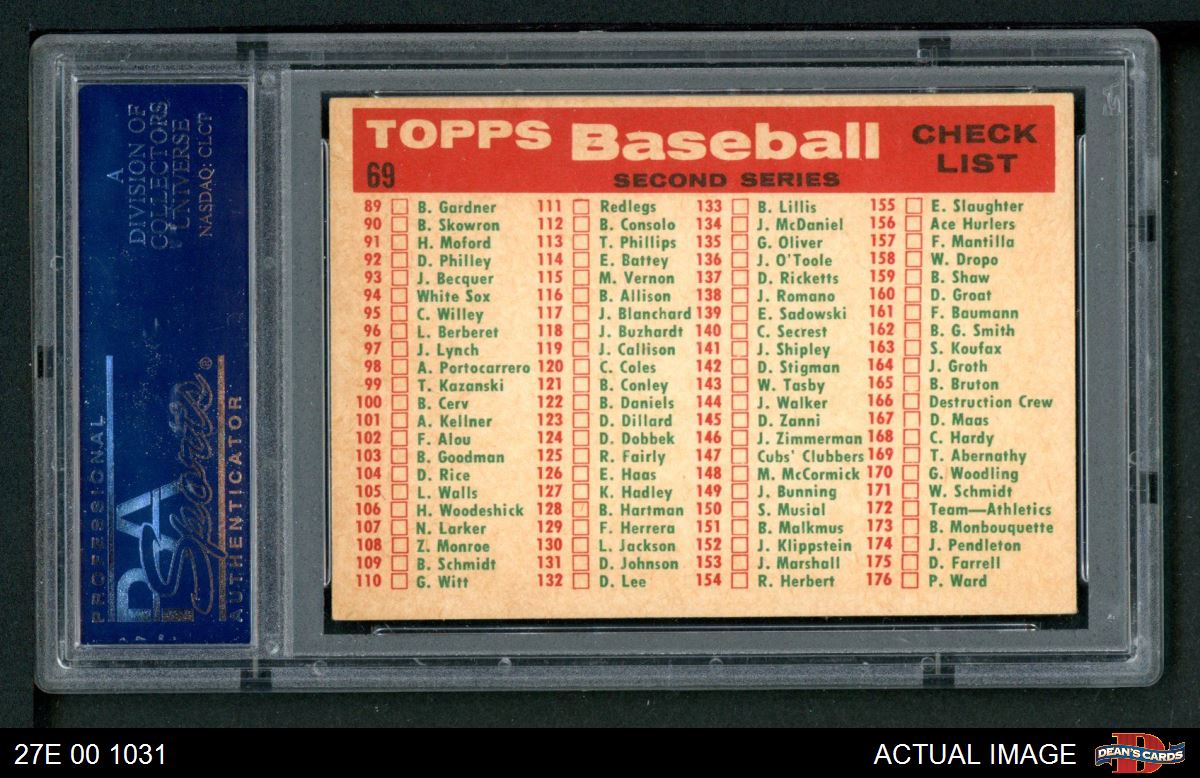 A
DIVISION OF
COLLECTORS
UNIVERSE
NASDAQ: CLCT
PROFESSIONAL
PSA
Sports®
AUTHENTICATOR
TOPPS Baseball CHECK LIST
69 SECOND SERIES
89 B. Gardner
90 B. Skowron
91 H. Moford
92 D. Philley
93 J. Becquer
94 White Sox
95 C. Willey
96 L. Berberet
97 J. Lynch
98 A. Portocarrero
99 T. Kazanski
100 B. Cerv
101 A. Kellner
102 F. Alou
103 B. Goodman
104 D. Rice
105 L. Walls
106 H. Woodeshick
107 N. Larker
108 Z. Monroe
109 B. Schmidt
110 G. Witt
111 Redlegs
112 B. Consolo
113 T. Phillips
114 E. Battey
115 M. Vernon
116 B. Allison
117 J. Blanchard
118 J. Buzhardt
119 J. Callison
120 C. Coles
121 B. Conley
122 B. Daniels
123 D. Dillard
124 D. Dobbek
125 R. Fairly
126 E. Haas
127 K. Hadley
128 B. Hartman
129 F. Herrera
130 L. Jackson
131 D. Johnson
132 D. Lee
133 B. Lillis
134 J. McDaniel
135 G. Oliver
136 J. O'Toole
137 D. Ricketts
138 J. Romano
139 E. Sadowski
140 C. Secrest
141 J. Shipley
142 D. Stigman
143 W. Tasby
144 J. Walker
145 D. Zanni
146 J. Zimmerman
147 Cubs' Clubbers
148 M. McCormick
149 J. Bunning
150 S. Musial
151 B. Malkmus
152 J. Klippstein
153 J. Marshall
154 R. Herbert
155 E. Slaughter
156 Ace Hurlers
157 F. Mantilla
158 W. Dropo
159 B. Shaw
160 D. Groat
161 F. Baumann
162 B. G. Smith
163 S. Koufax
164 J. Groth
165 B. Bruton
166 Destruction Crew
167 D. Maas
168 C. Hardy
169 T. Abernathy
170 G. Woodling
171 W. Schmidt
172 Team—Athletics
173 B. Monbouquette
174 J. Pendleton
175 D. Farrell
176 P. Ward
27E 00 1031
ACTUAL IMAGE
DEAN'S CARDS